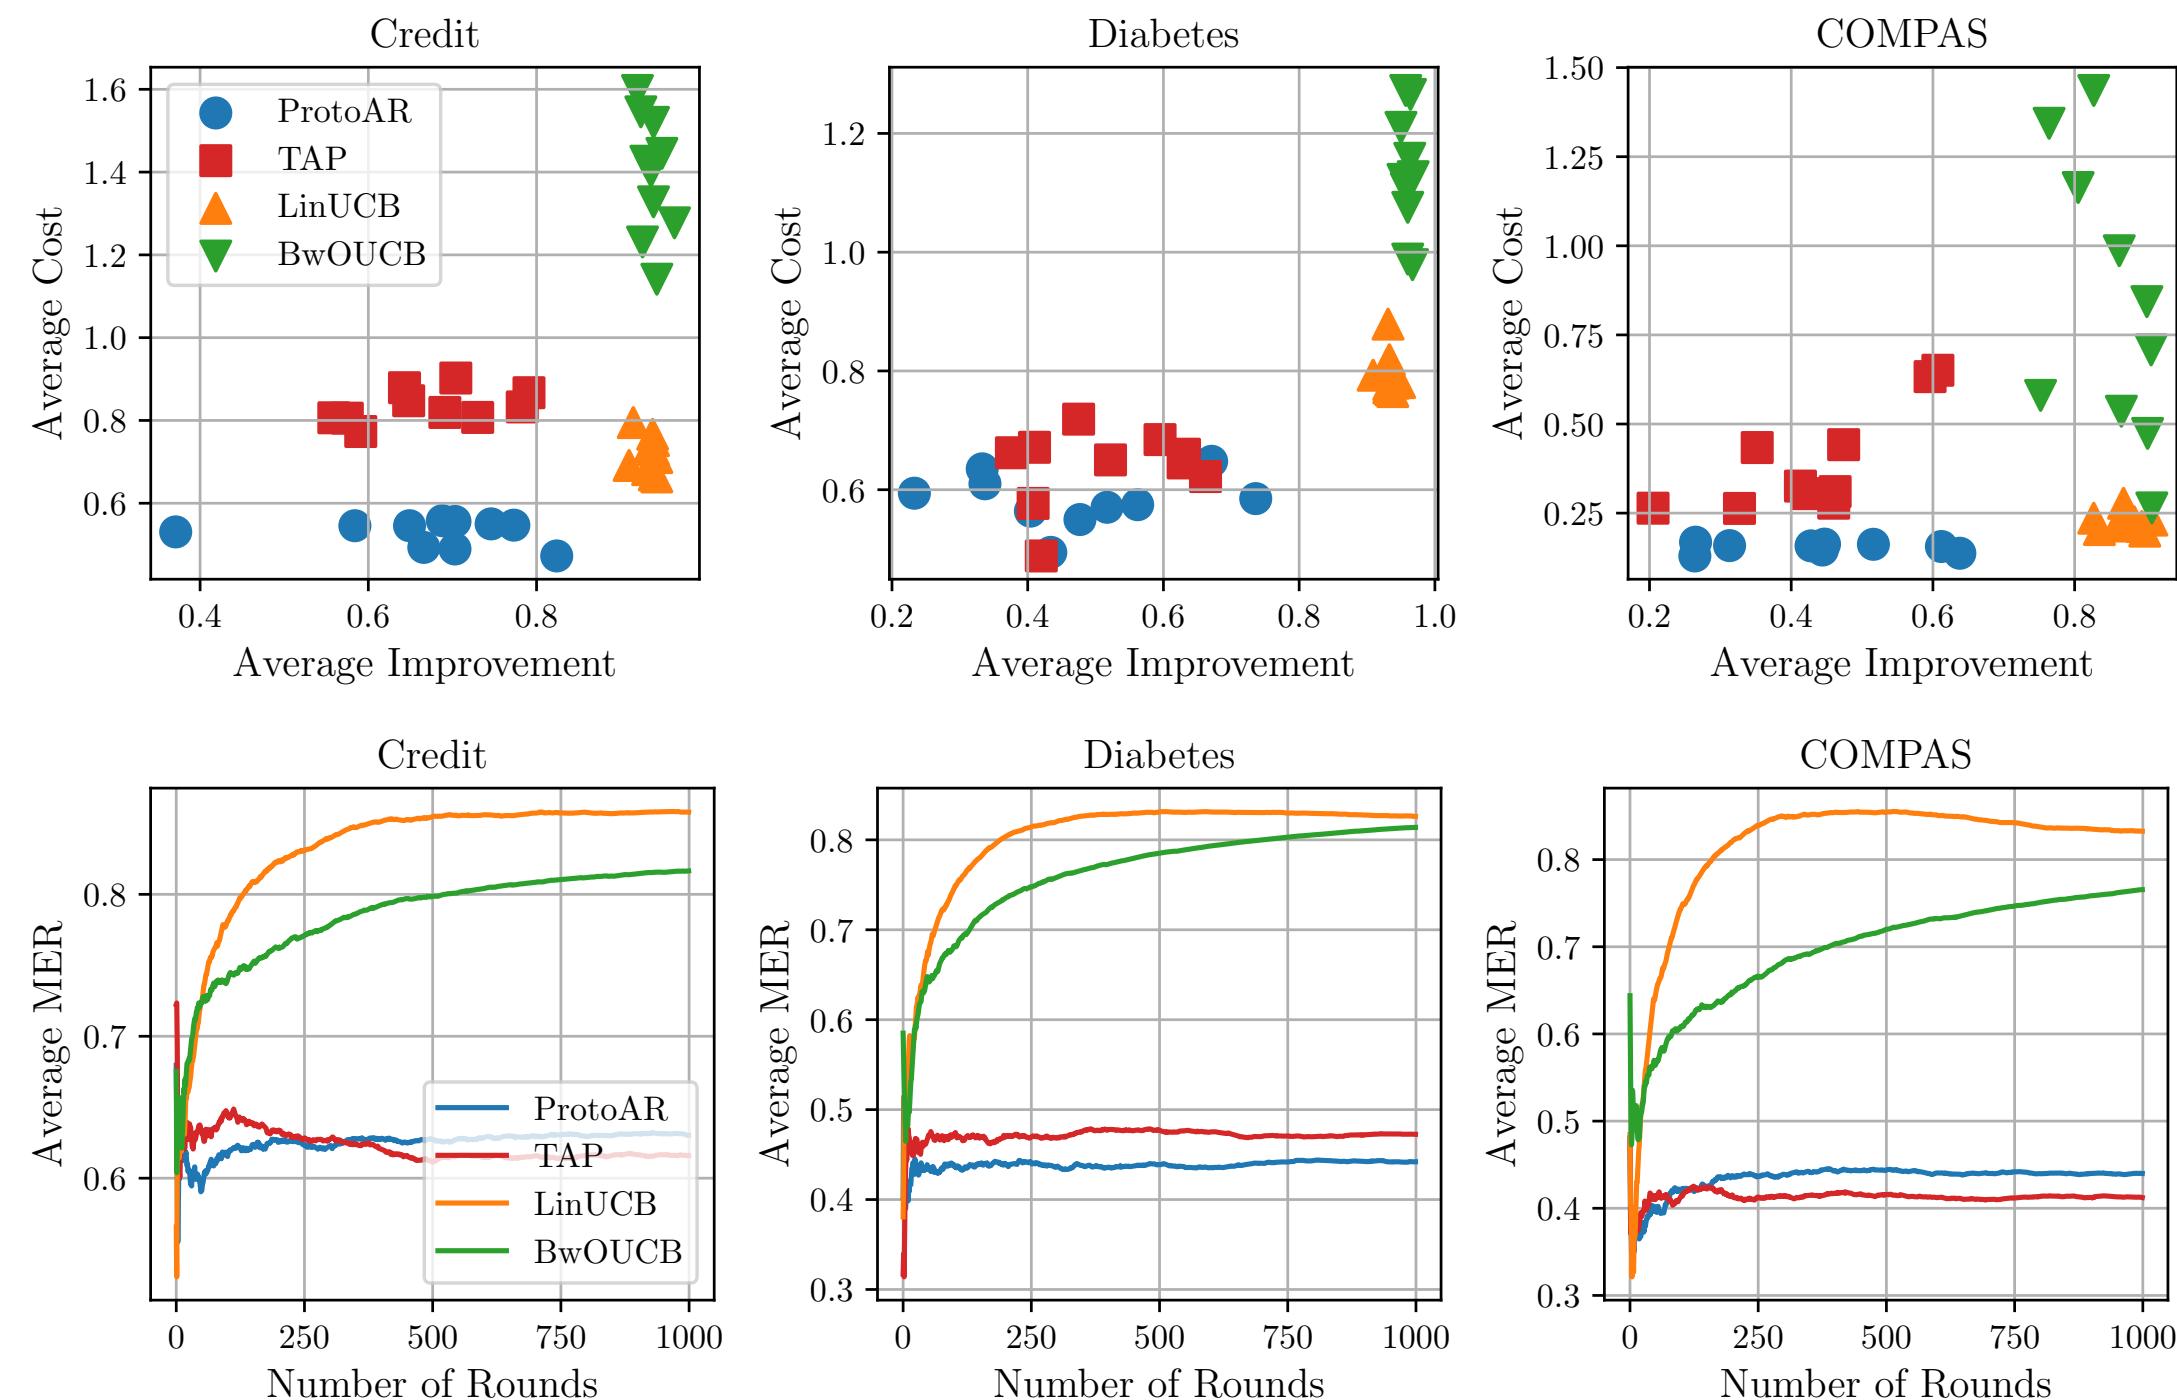 Credit
Diabetes
COMPAS
Average Cost
1.6
1.4
1.2
1.0
0.8
0.6
ProtoAR
TAP
LinUCB
BwOUCB
0.4
0.6
0.8
Average Improvement
Average Cost
1.2
1.0
0.8
0.6
0.2
0.4
0.6
0.8
1.0
Average Improvement
Average Cost
1.50
1.25
1.00
0.75
0.50
0.25
0.2
0.4
0.6
0.8
Average Improvement
Credit
Diabetes
COMPAS
Average MER
0.8
0.7
0.6
ProtoAR
TAP
LinUCB
BwOUCB
0
250
500
750
1000
Number of Rounds
Average MER
0.8
0.7
0.6
0.5
0.4
0.3
0
250
500
750
1000
Number of Rounds
Average MER
0.8
0.7
0.6
0.5
0.4
0.3
0
250
500
750
1000
Number of Rounds